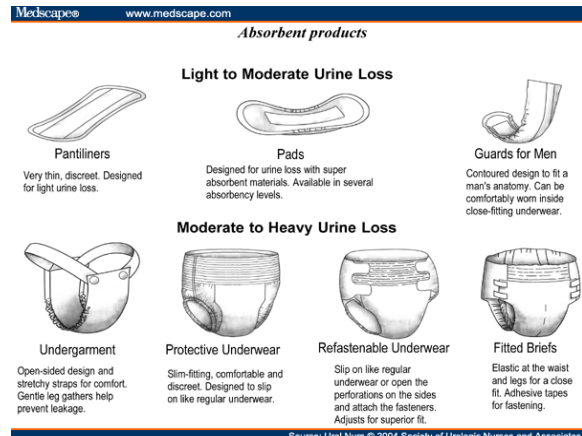 Medscape® www.medscape.com
Absorbent products
Light to Moderate Urine Loss
Pantiliners
Very thin, discreet. Designed
for light urine loss.
Pads
Designed for urine loss with super
absorbent materials. Available in several
absorbency levels.
Guards for Men
Contoured design to fit a
man's anatomy. Can be
comfortably worn inside
close-fitting underwear.
Moderate to Heavy Urine Loss
Undergarment
Open-sided design and
stretchy straps for comfort.
Gentle leg gathers help
prevent leakage.
Protective Underwear
Slim-fitting, comfortable and
discreet. Designed to slip
on like regular underwear.
Refastenable Underwear
Slip on like regular
underwear or open the
perforations on the sides
and attach the fasteners.
Adjusts for superior fit.
Fitted Briefs
Elastic at the waist
and legs for a close
fit. Adhesive tapes
for fastening.
Source: Urol Nurs © 2004 Society of Urologic Nurses and Associates